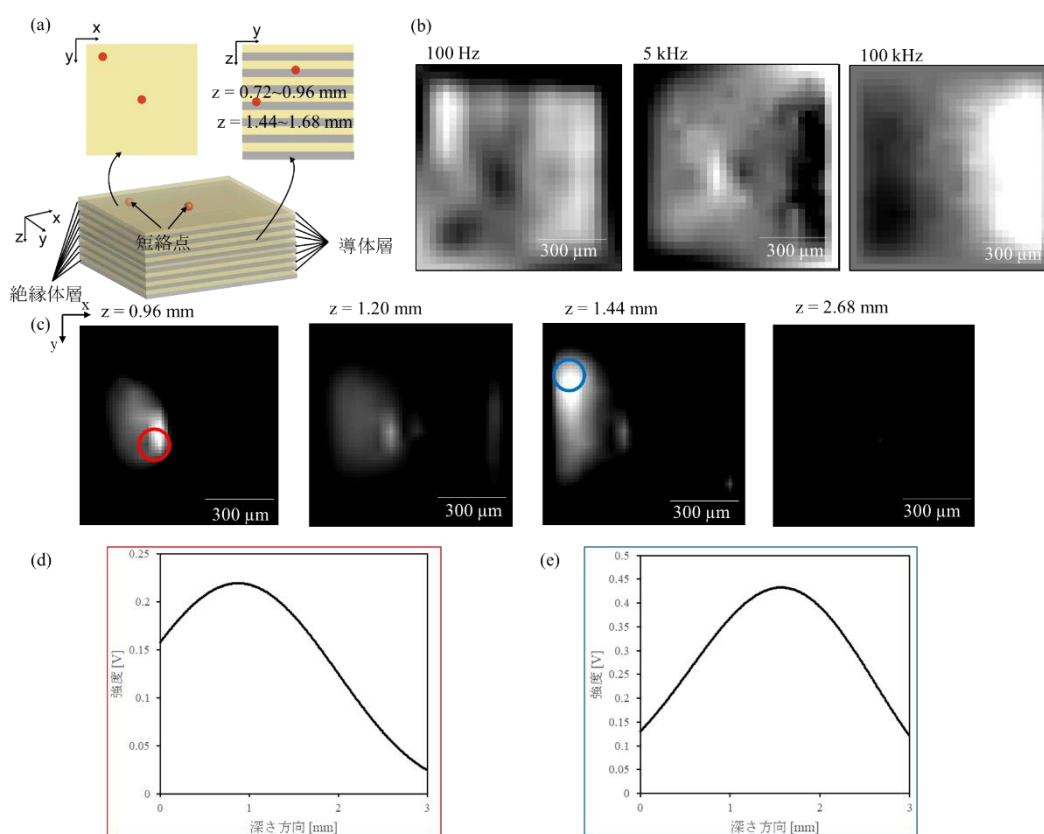 (a)
x
y
y
z
z = 0.72~0.96 mm
z = 1.44~1.68 mm
x
z
y
短絡点
導体層
絶縁体層
(b)
100 Hz
5 kHz
100 kHz
300 μm
300 μm
300 μm
(c)
x
y
z = 0.96 mm
z = 1.20 mm
z = 1.44 mm
z = 2.68 mm
300 μm
300 μm
300 μm
300 μm
(d)
0.25
0.2
0.15
0.1
0.05
0
強度 [V]
0
1
2
3
深さ方向 [mm]
(e)
0.5
0.45
0.4
0.35
0.3
0.25
0.2
0.15
0.1
0.05
0
強度 [V]
0
1
2
3
深さ方向 [mm]